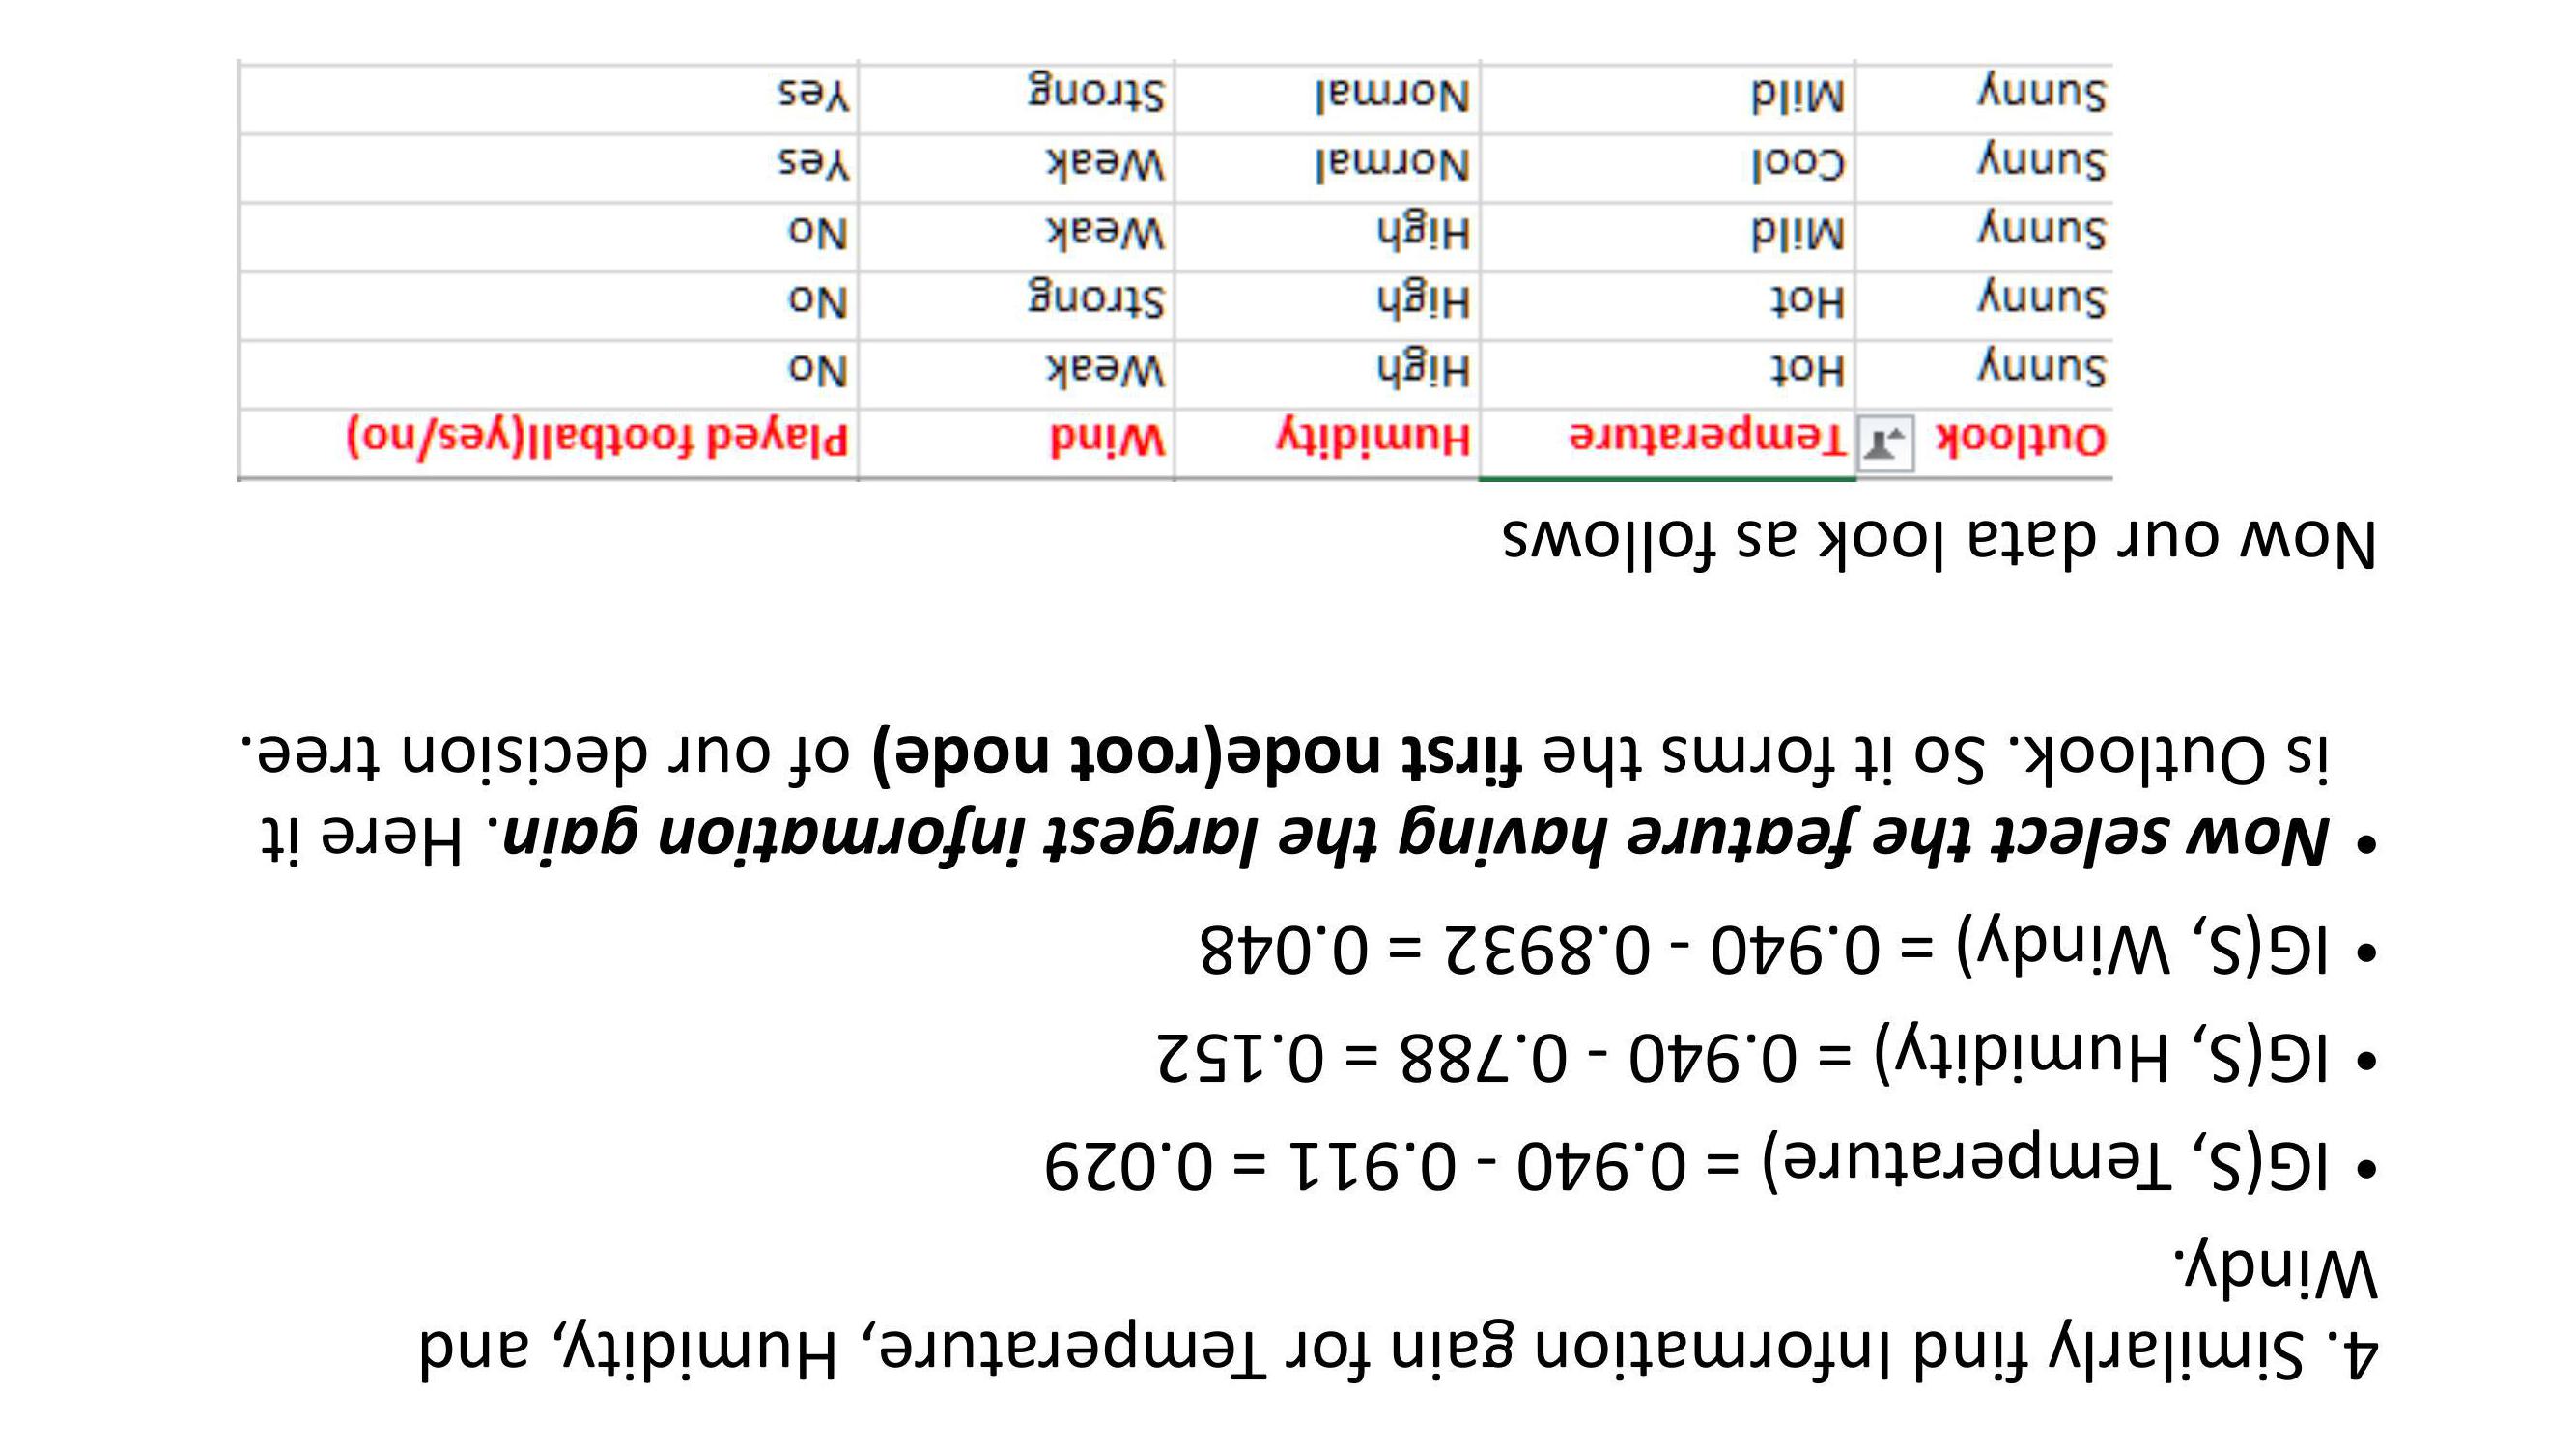 4. Similarly find Information gain for Temperature, Humidity, and
Windy.
• IG(S, Temperature) = 0.940 - 0.911 = 0.029
• IG(S, Humidity) = 0.940 - 0.788 = 0.152
• IG(S, Windy) = 0.940 - 0.8932 = 0.048
• Now select the feature having the largest information gain. Here it
is Outlook. So it forms the first node(root node) of our decision tree.
Now our data look as follows
Outlook Temperature Humidity Wind Played football(yes/no)
Sunny Hot High Weak No
Sunny Hot High Strong No
Sunny Mild High Weak No
Sunny Cool Normal Weak Yes
Sunny Mild Normal Strong Yes